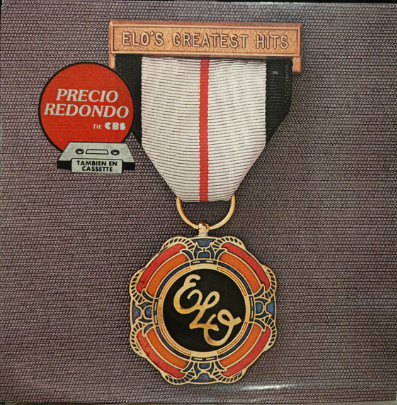 ELO'S GREATEST HITS
PRECIO
REDONDO
DE CBS
TAMBIEN EN
CASSETTE
ELO